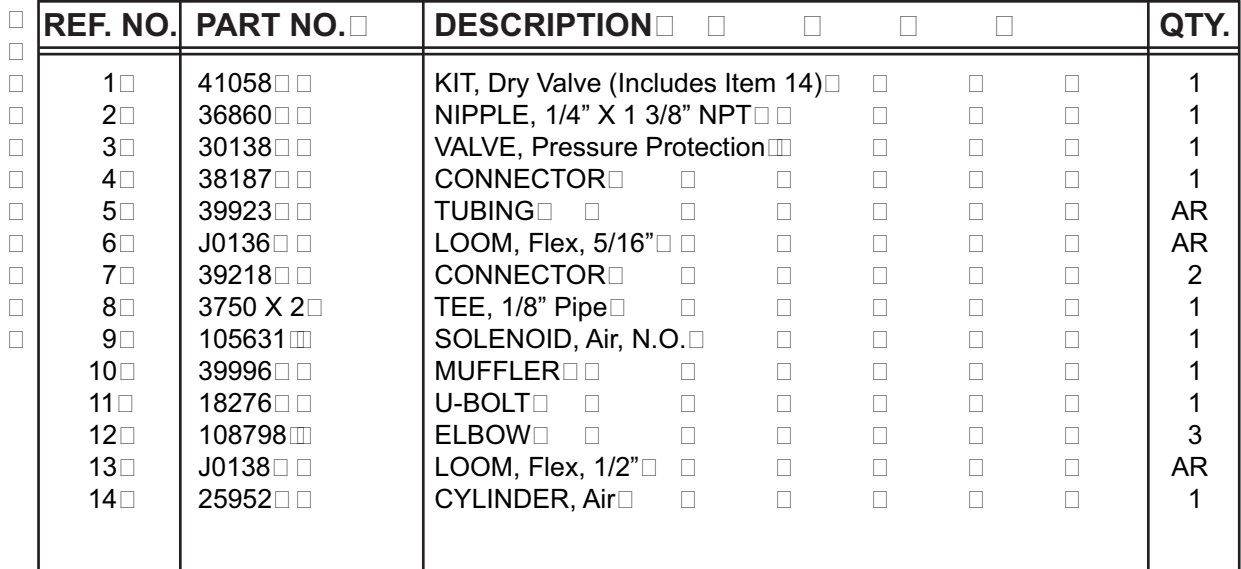 REF. NO. PART NO. DESCRIPTION QTY.
1 41058 KIT, Dry Valve (Includes Item 14) 1
2 36860 NIPPLE, 1/4” X 1 3/8” NPT 1
3 30138 VALVE, Pressure Protection 1
4 38187 CONNECTOR 1
5 39923 TUBING AR
6 J0136 LOOM, Flex, 5/16” AR
7 39218 CONNECTOR 2
8 3750 X 2 TEE, 1/8” Pipe 1
9 105631 SOLENOID, Air, N.O. 1
10 39996 MUFFLER 1
11 18276 U-BOLT 1
12 108798 ELBOW 3
13 J0138 LOOM, Flex, 1/2” AR
14 25952 CYLINDER, Air 1